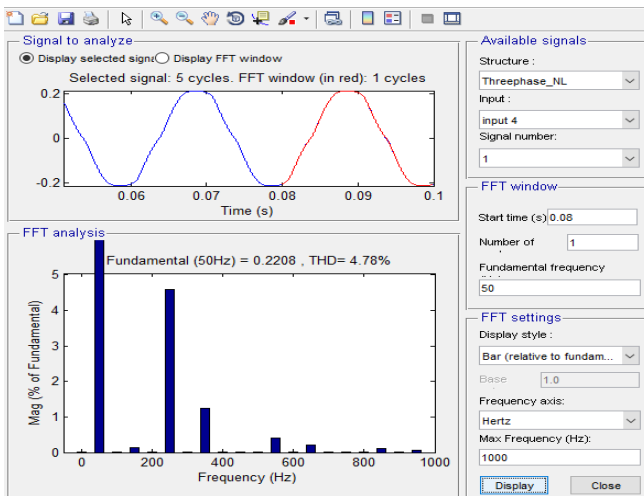 Signal to analyze
Display selected signal Display FFT window
Selected signal: 5 cycles. FFT window (in red): 1 cycles
0.2
0
-0.2
0.06 0.07 0.08 0.09 0.1
Time (s)
FFT analysis
Fundamental (50Hz) = 0.2208 , THD= 4.78%
Mag (% of Fundamental)
5
4
3
2
1
0
0 200 400 600 800 1000
Frequency (Hz)
Available signals
Structure :
Threephase_NL
Input :
input 4
Signal number:
1
FFT window
Start time (s) 0.08
Number of
1
Fundamental frequency
50
FFT settings
Display style :
Bar (relative to fundam...
Base
1.0
Frequency axis:
Hertz
Max Frequency (Hz):
1000
Display Close